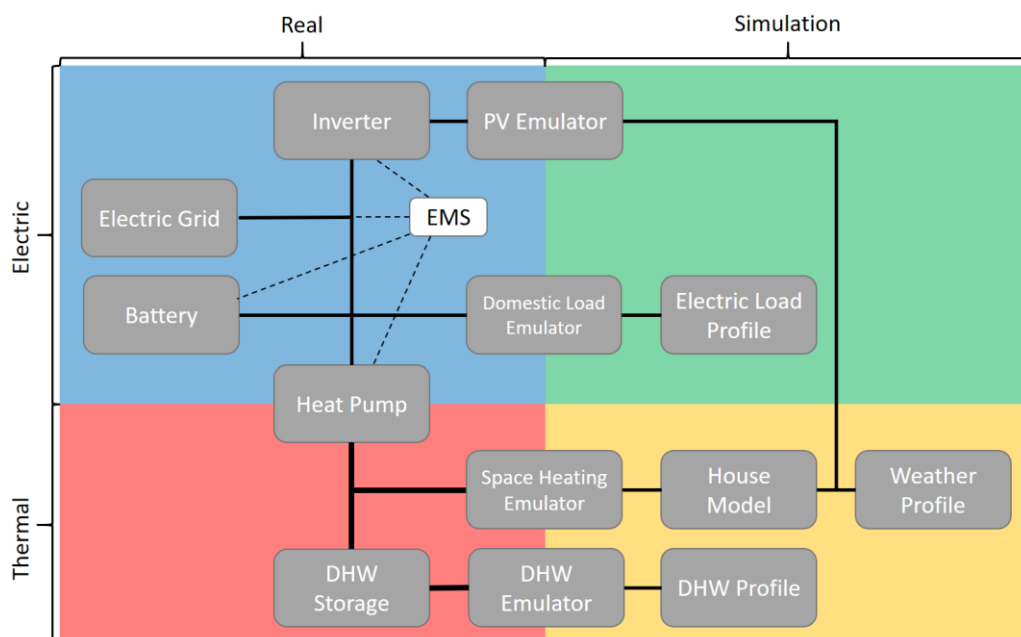 Real
Simulation
Electric
Thermal
Inverter
PV Emulator
Electric Grid
EMS
Battery
Domestic Load
Emulator
Electric Load
Profile
Heat Pump
Space Heating
Emulator
House
Model
Weather
Profile
DHW
Storage
DHW
Emulator
DHW Profile